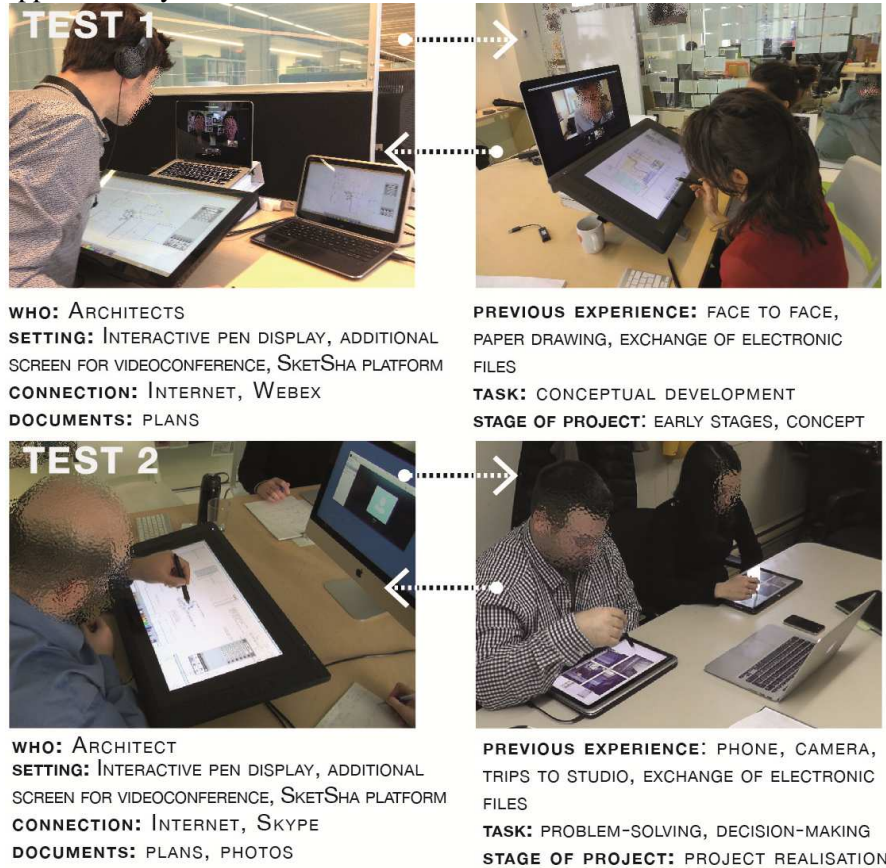 TEST 1
WHO: ARCHITECTS
SETTING: INTERACTIVE PEN DISPLAY, ADDITIONAL
SCREEN FOR VIDEOCONFERENCE, SKETSHA PLATFORM
CONNECTION: INTERNET, WEBEX
DOCUMENTS: PLANS
PREVIOUS EXPERIENCE: FACE TO FACE,
PAPER DRAWING, EXCHANGE OF ELECTRONIC
FILES
TASK: CONCEPTUAL DEVELOPMENT
STAGE OF PROJECT: EARLY STAGES, CONCEPT
TEST 2
WHO: ARCHITECT
SETTING: INTERACTIVE PEN DISPLAY, ADDITIONAL
SCREEN FOR VIDEOCONFERENCE, SKETSHA PLATFORM
CONNECTION: INTERNET, SKYPE
DOCUMENTS: PLANS, PHOTOS
PREVIOUS EXPERIENCE: PHONE, CAMERA,
TRIPS TO STUDIO, EXCHANGE OF ELECTRONIC
FILES
TASK: PROBLEM-SOLVING, DECISION-MAKING
STAGE OF PROJECT: PROJECT REALISATION